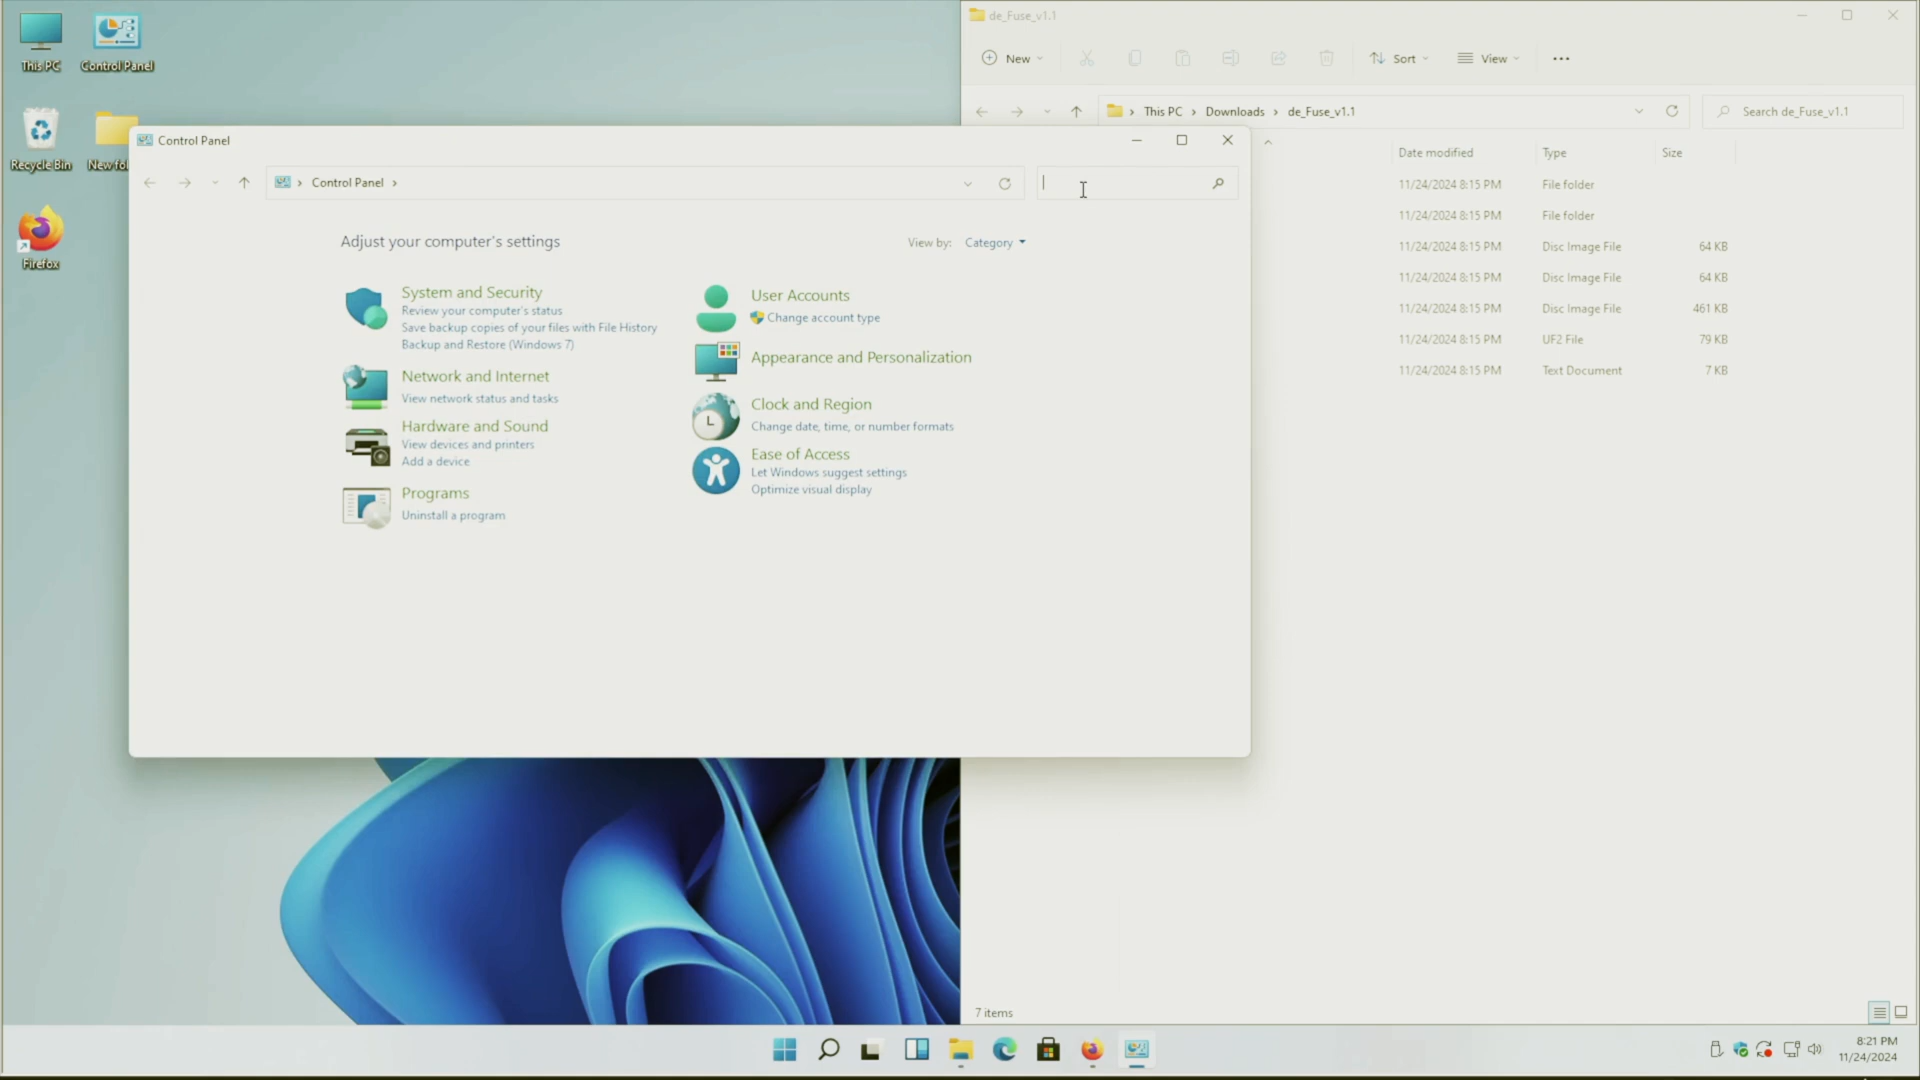 This PC
Control Panel
Recycle Bin
New fol
Firefox
de_Fuse_v1.1
New
Sort
View
This PC > Downloads > de_Fuse_v1.1
Search de_Fuse_v1.1
Date modified Type Size
11/24/2024 8:15 PM File folder
11/24/2024 8:15 PM File folder
11/24/2024 8:15 PM Disc Image File 64 KB
11/24/2024 8:15 PM Disc Image File 64 KB
11/24/2024 8:15 PM Disc Image File 461 KB
11/24/2024 8:15 PM UF2 File 79 KB
11/24/2024 8:15 PM Text Document 7 KB
Control Panel
Control Panel
Adjust your computer's settings
View by: Category
System and Security
Review your computer's status
Save backup copies of your files with File History
Backup and Restore (Windows 7)
Network and Internet
View network status and tasks
Hardware and Sound
View devices and printers
Add a device
Programs
Uninstall a program
User Accounts
Change account type
Appearance and Personalization
Clock and Region
Change date, time, or number formats
Ease of Access
Let Windows suggest settings
Optimize visual display
7 items
8:21 PM
11/24/2024